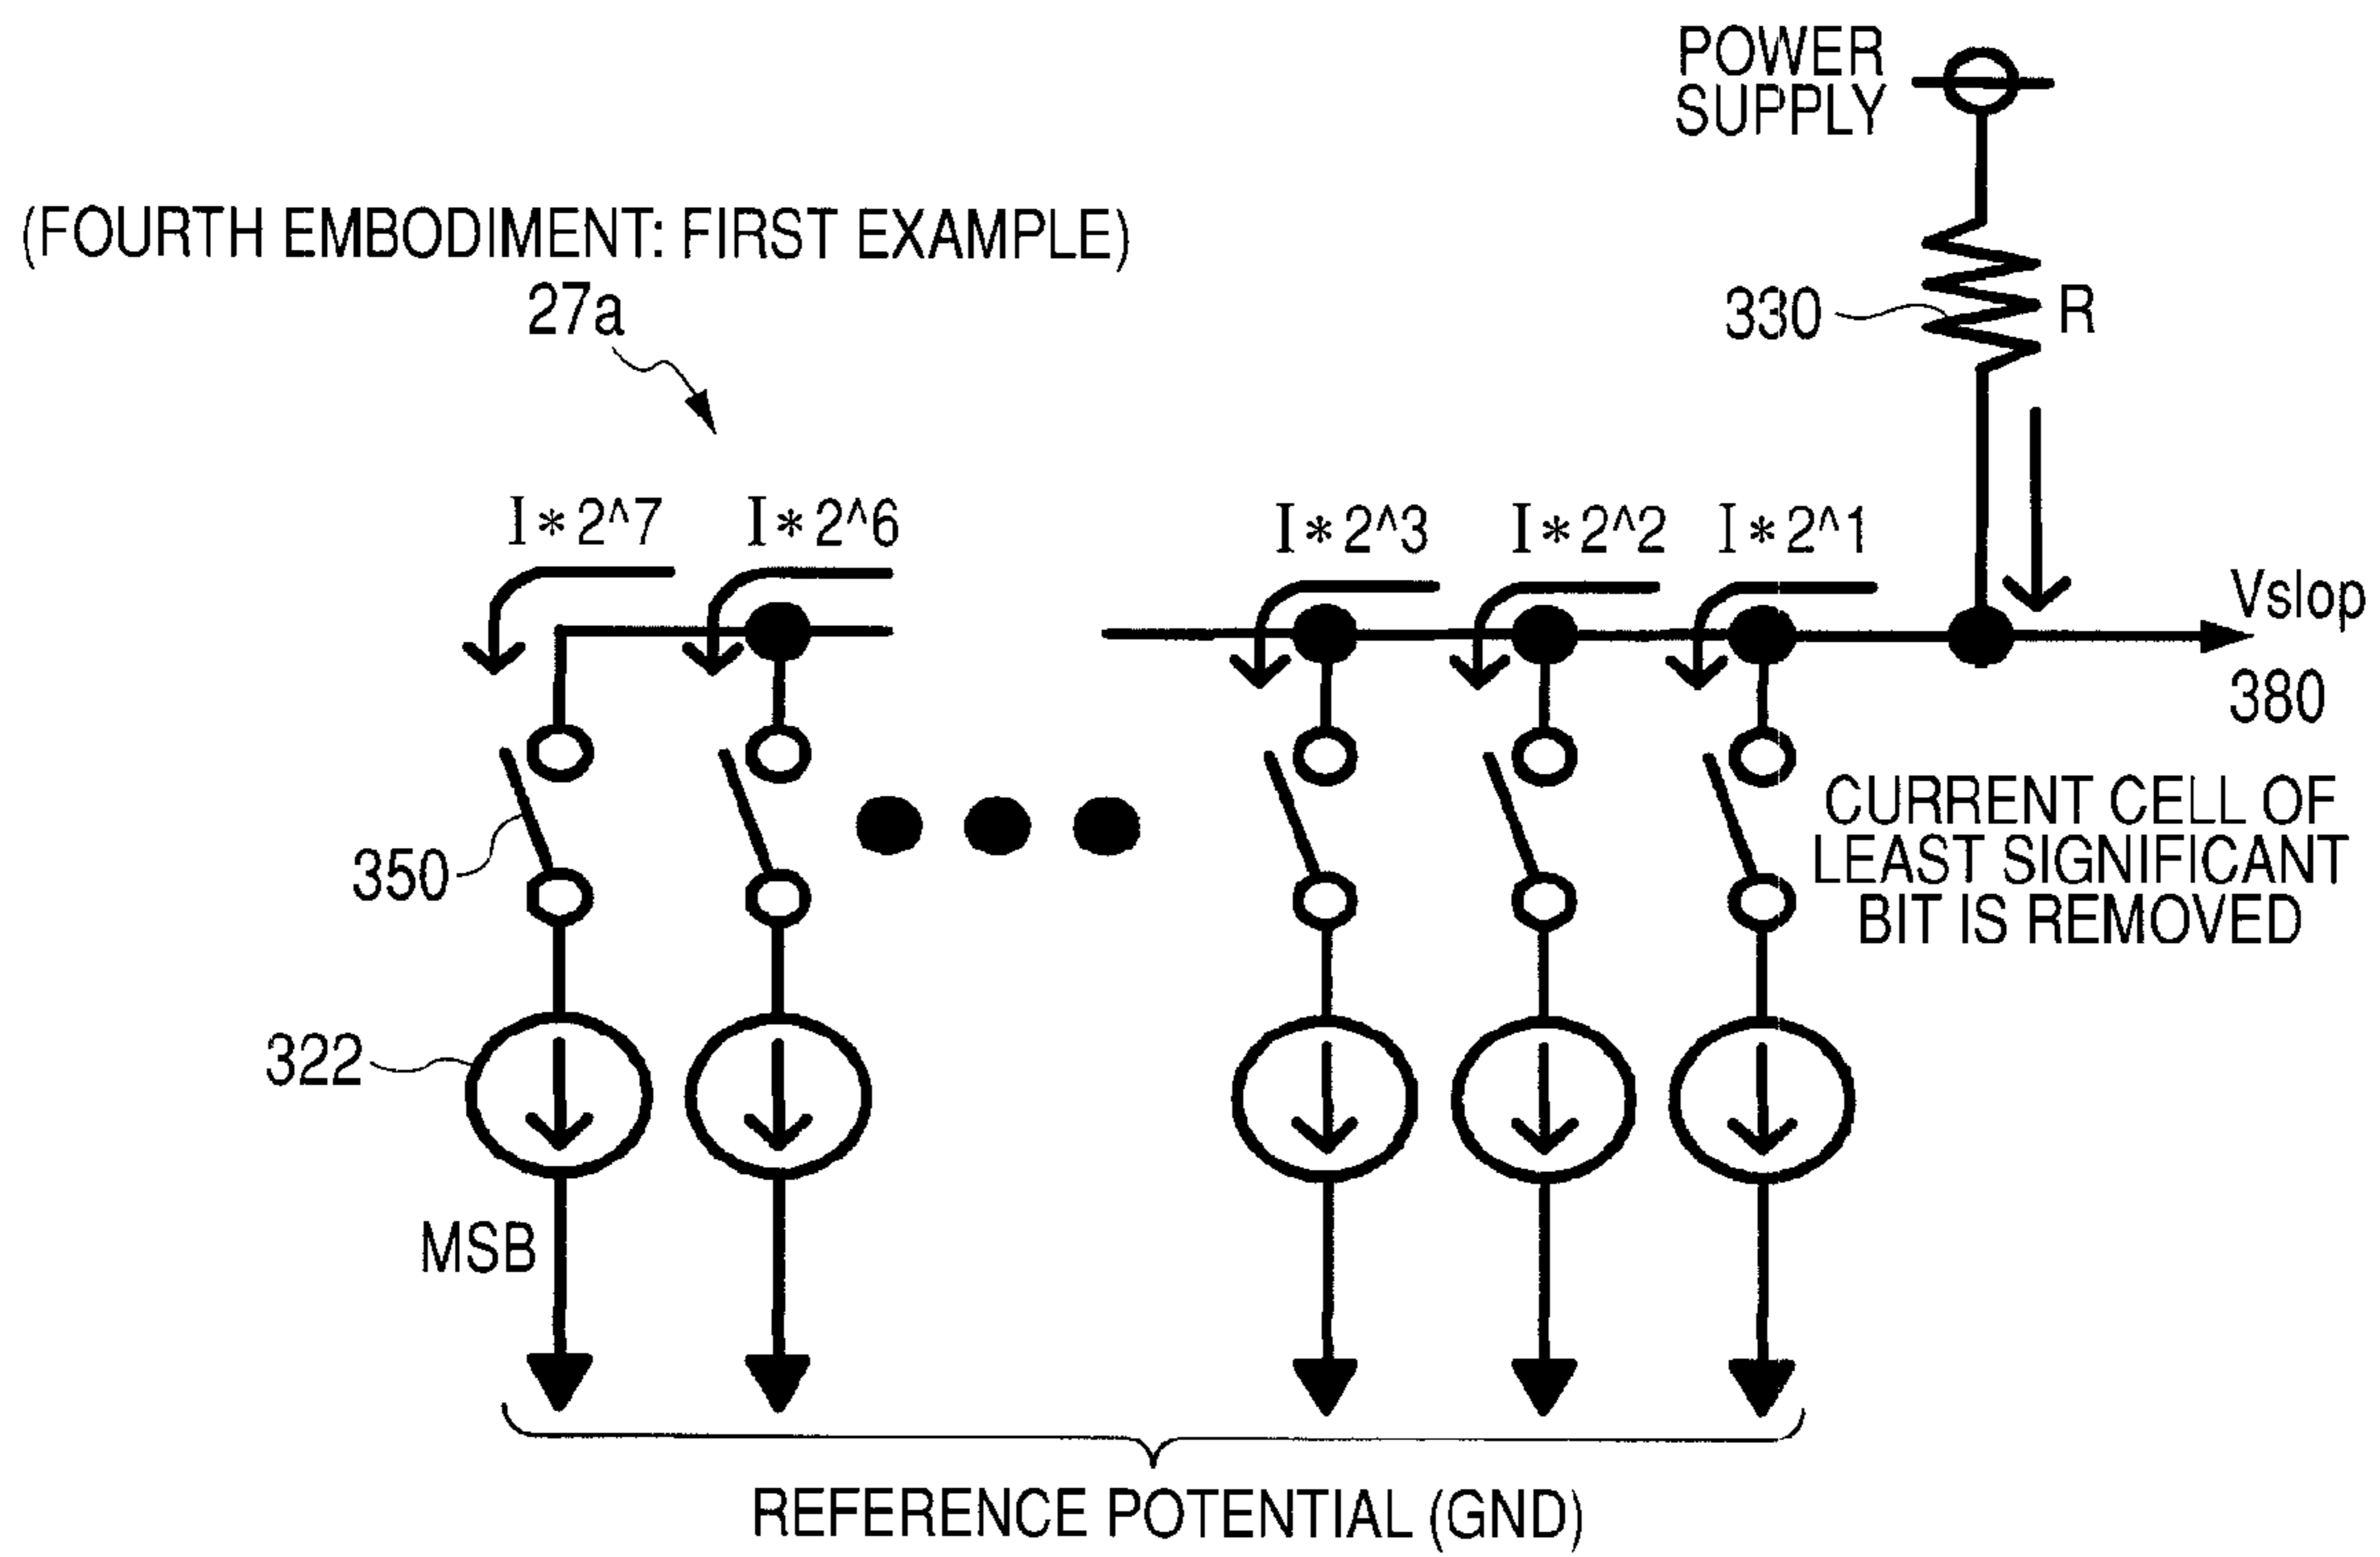 POWER
SUPPLY
(FOURTH EMBODIMENT: FIRST EXAMPLE)
27a
330
R
I*2^7
I*2^6
I*2^3
I*2^2
I*2^1
Vslop
380
350
CURRENT CELL OF
LEAST SIGNIFICANT
BIT IS REMOVED
322
MSB
REFERENCE POTENTIAL (GND)